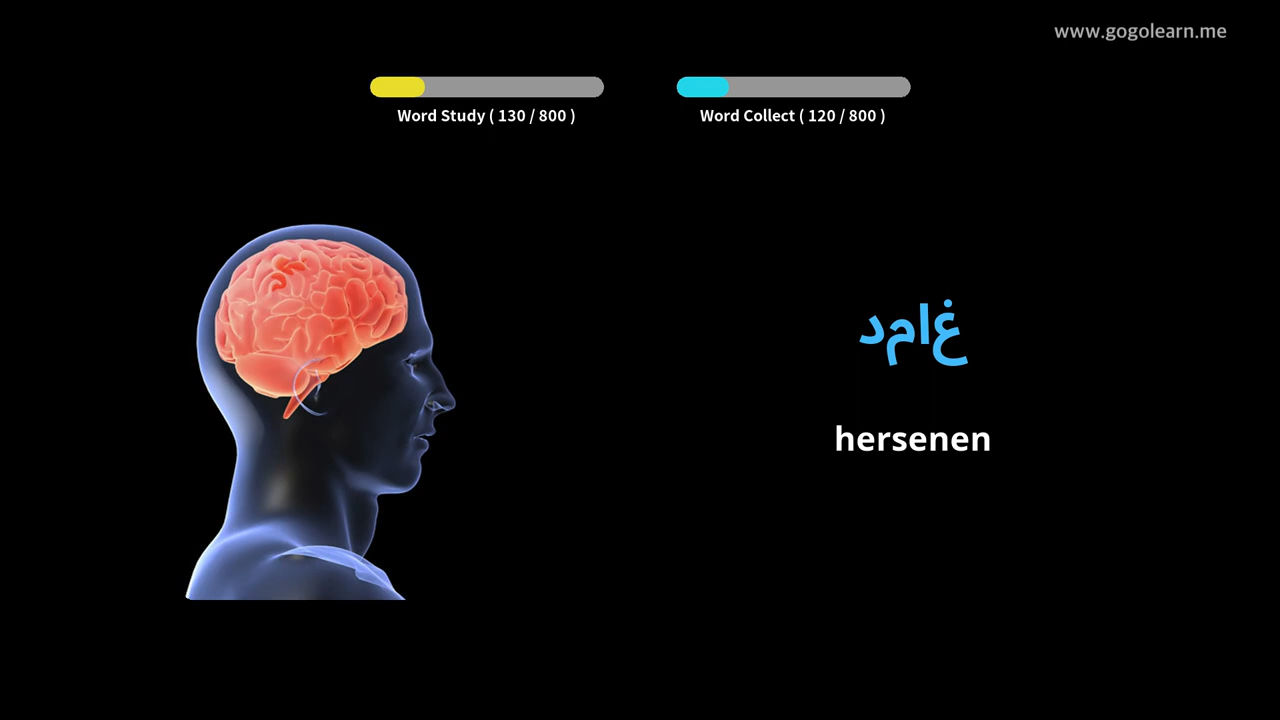 www.gogolearn.me
Word Study ( 130 / 800 )
Word Collect ( 120 / 800 )
دماغ
hersenen